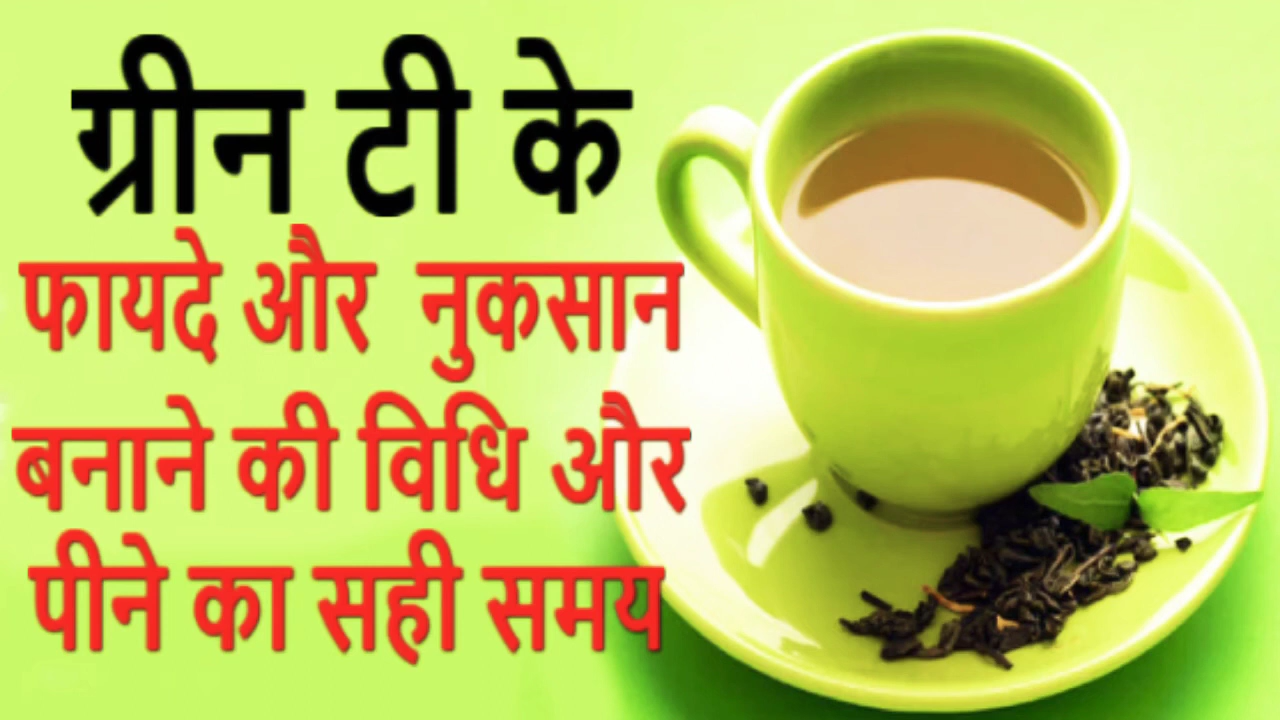 ग्रीन टी के
फायदे और नुकसान
बनाने की विधि और
पीने का सही समय